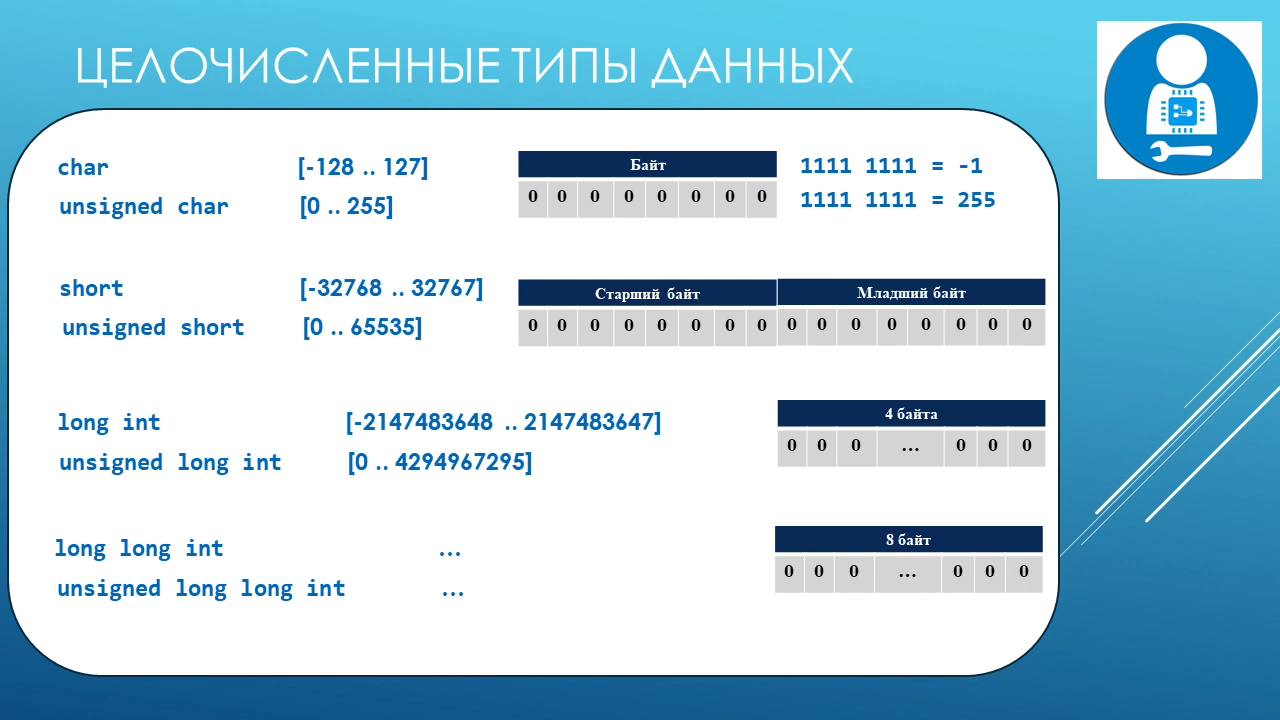 ЦЕЛОЧИСЛЕННЫЕ ТИПЫ ДАННЫХ
char [-128 .. 127]
unsigned char [0 .. 255]
Байт
0 0 0 0 0 0 0 0
1111 1111 = -1
1111 1111 = 255
short [-32768 .. 32767]
unsigned short [0 .. 65535]
Старший байт Младший байт
0 0 0 0 0 0 0 0 0 0 0 0 0 0 0 0
long int [-2147483648 .. 2147483647]
unsigned long int [0 .. 4294967295]
4 байта
0 0 0 ... 0 0 0
long long int ...
unsigned long long int ...
8 байт
0 0 0 ... 0 0 0